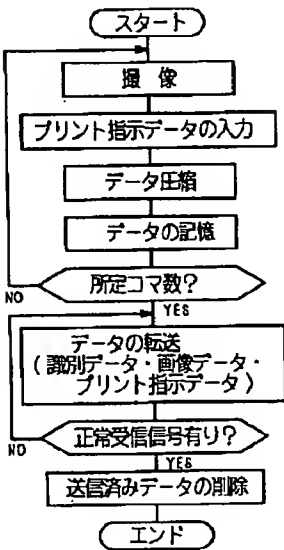 スタート
撮像
プリント指示データの入力
データ圧縮
データの記憶
所定コマ数?
NO
YES
データの転送
(識別データ・画像データ・
プリント指示データ)
正常受信信号有り?
NO
YES
送信済みデータの削除
エンド